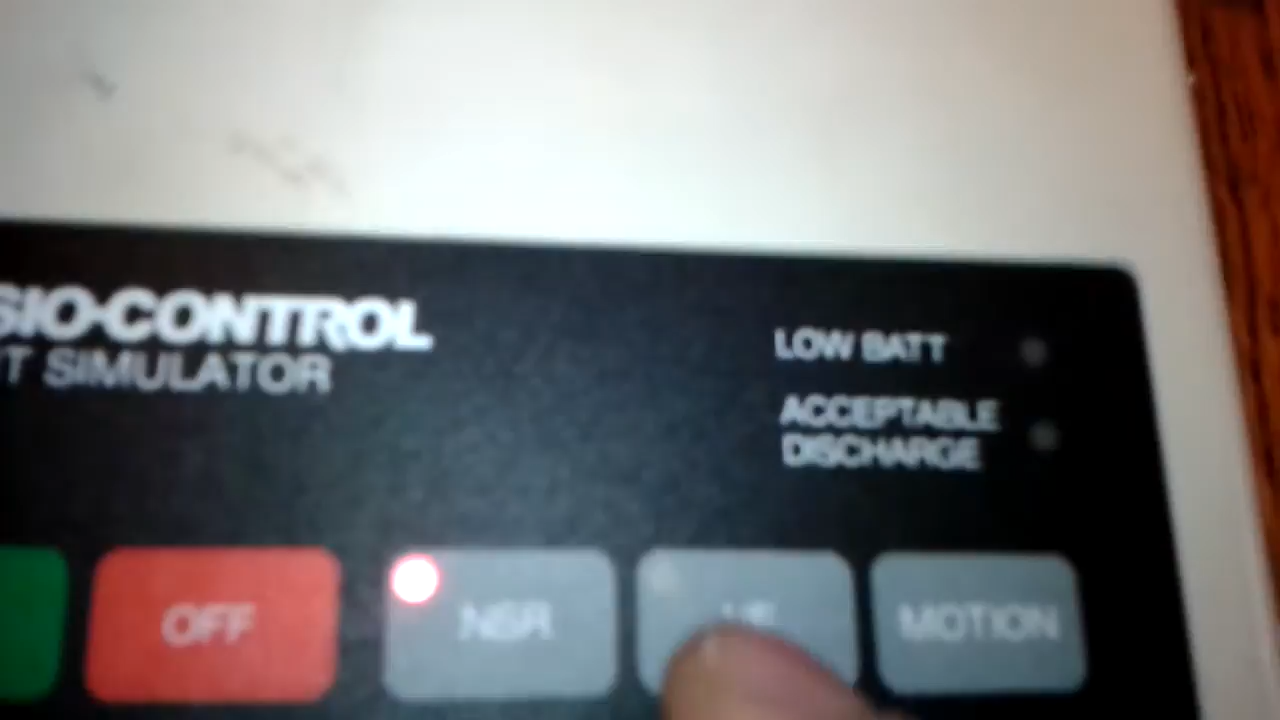 SIO-CONTROL
T SIMULATOR
LOW BATT
ACCEPTABLE
DISCHARGE
OFF
NSR
MOTION